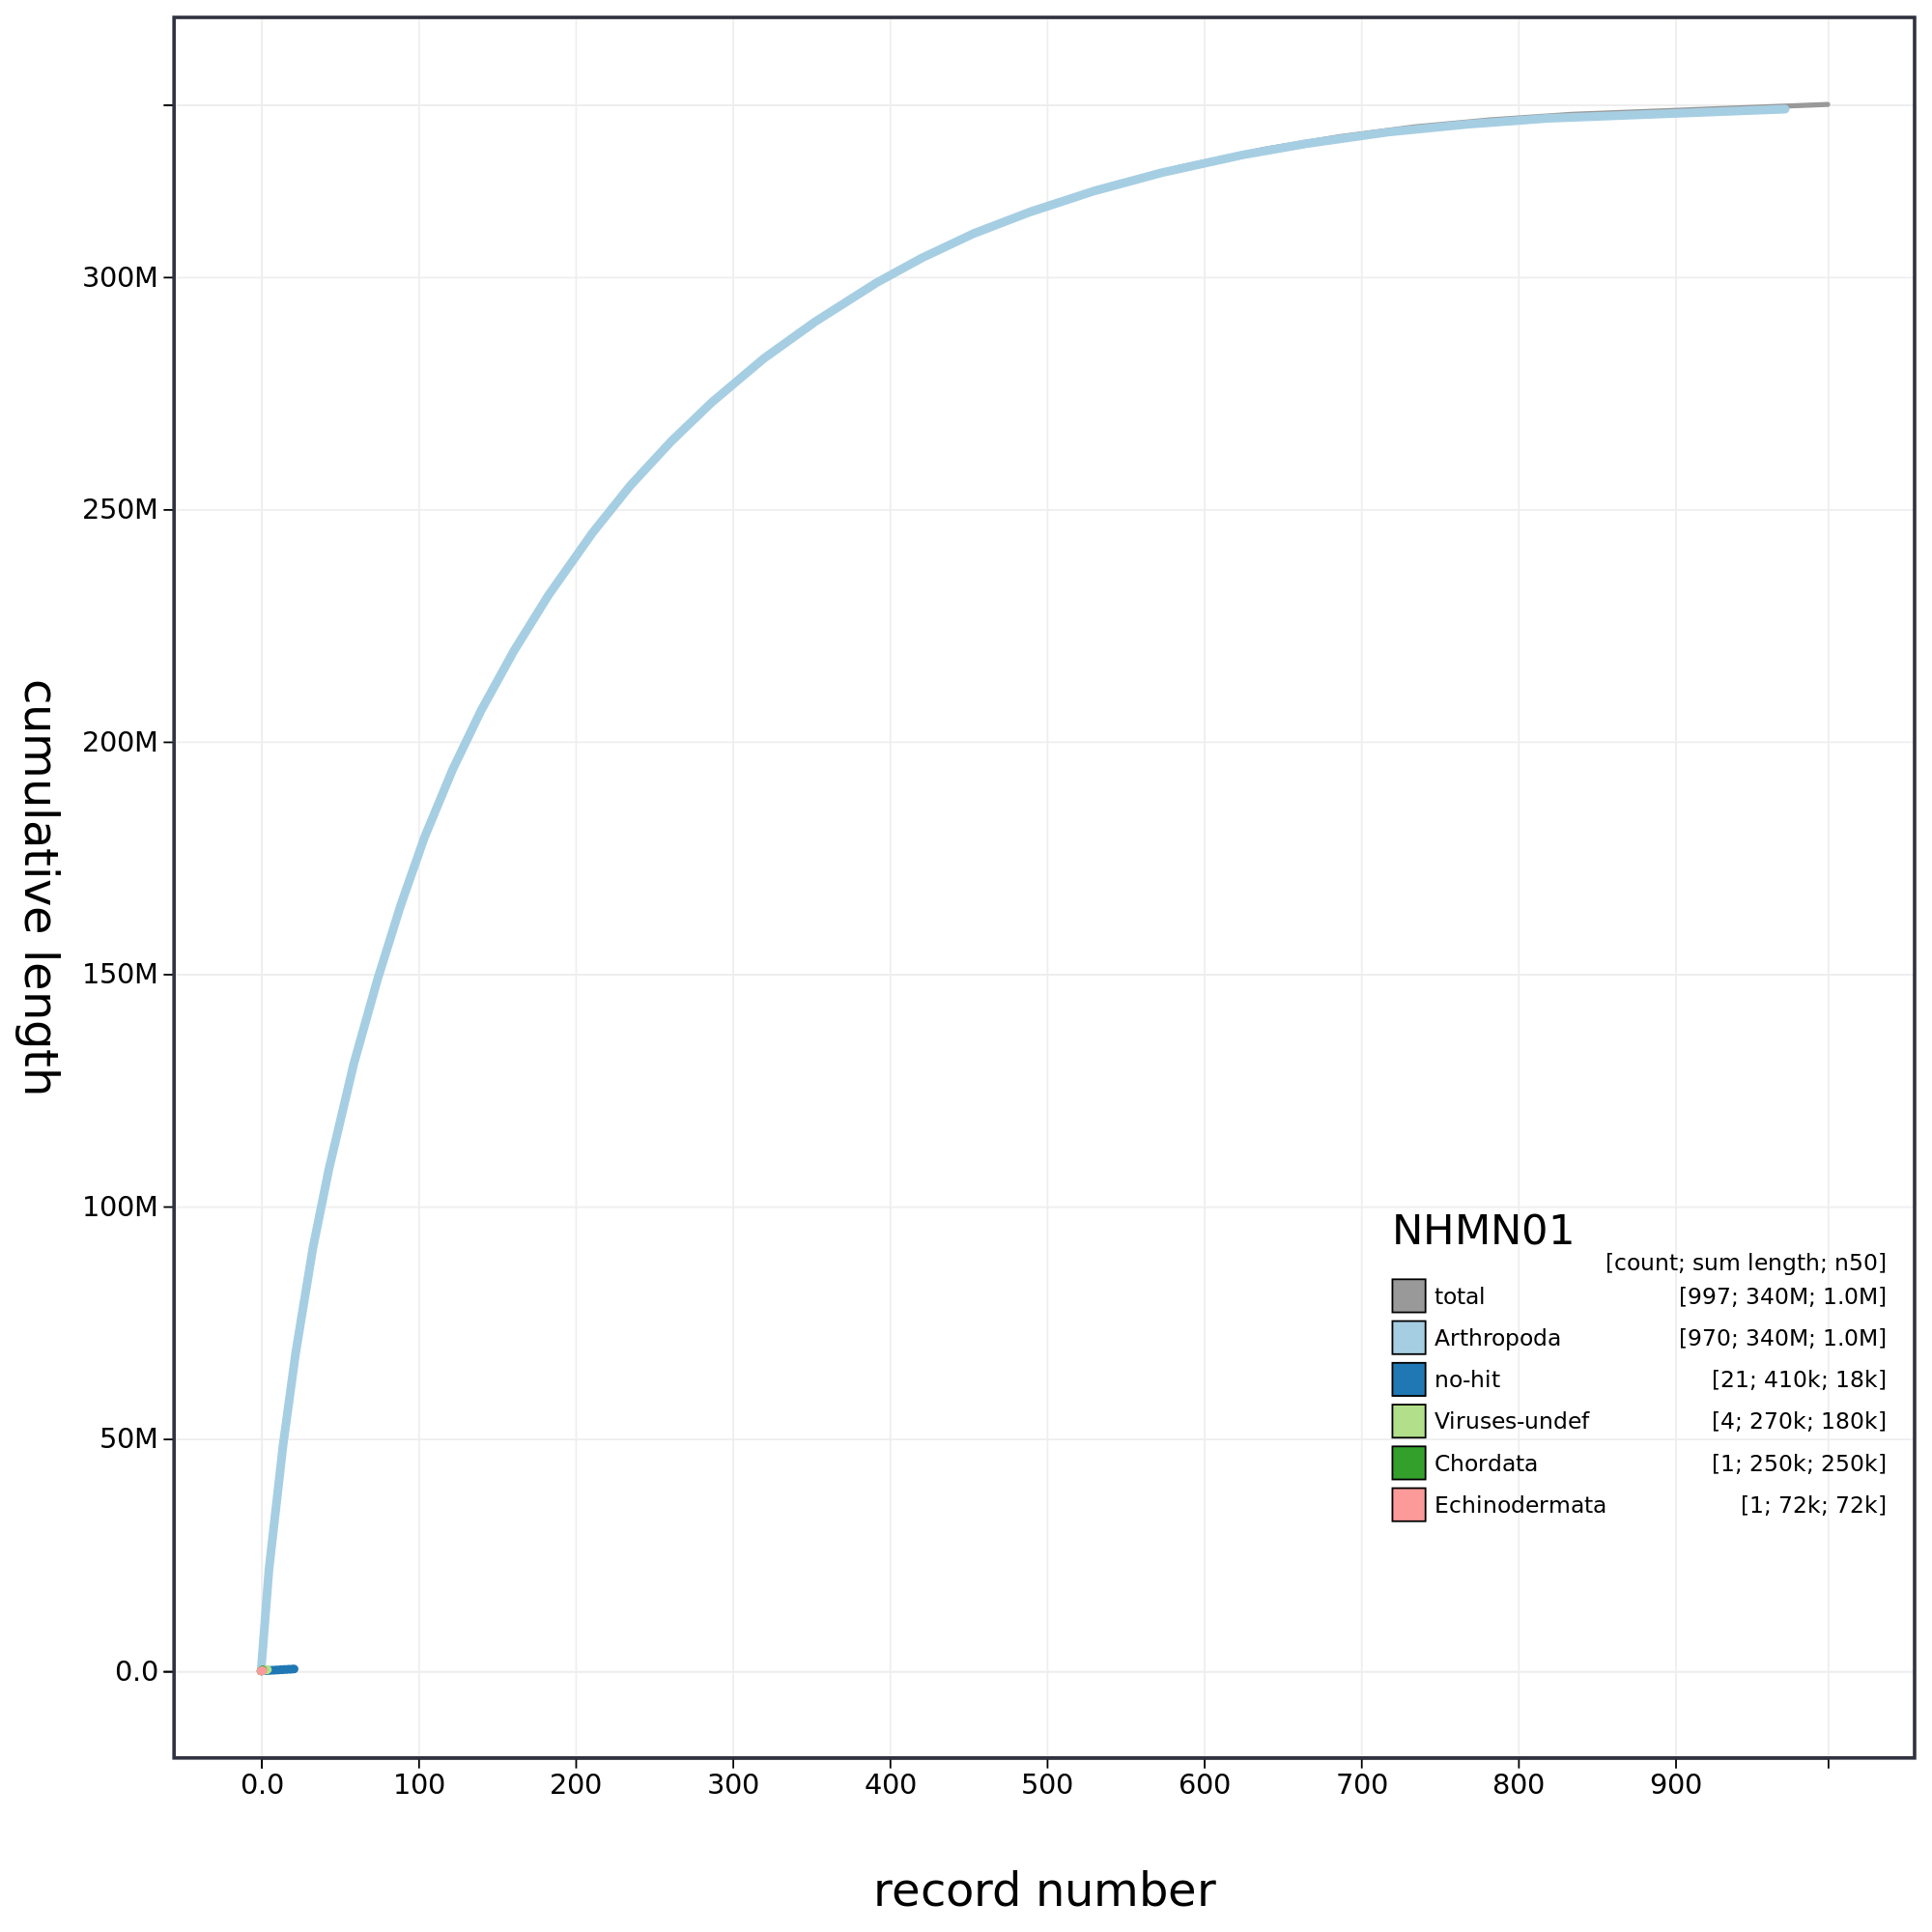 cumulative length
300M
250M
200M
150M
100M
50M
0.0
NHMN01
[count; sum length; n50]
total [997; 340M; 1.0M]
Arthropoda [970; 340M; 1.0M]
no-hit [21; 410k; 18k]
Viruses-undef [4; 270k; 180k]
Chordata [1; 250k; 250k]
Echinodermata [1; 72k; 72k]
0.0 100 200 300 400 500 600 700 800 900
record number